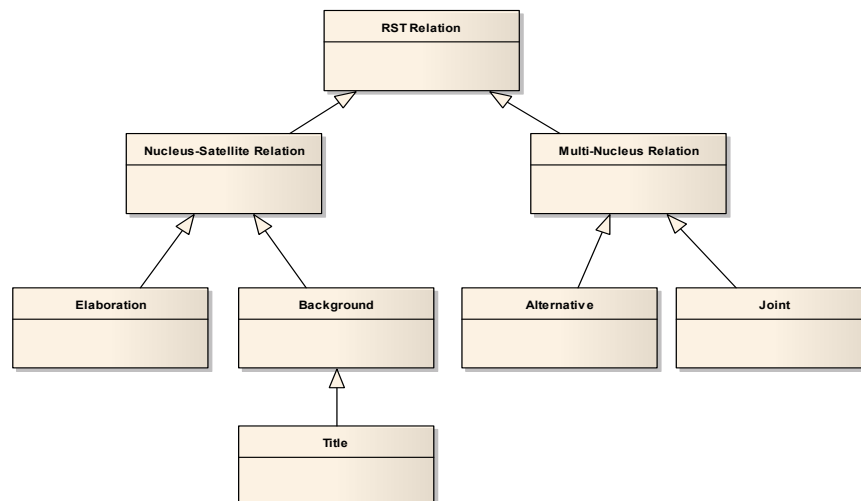 RST Relation
Nucleus-Satellite Relation
Multi-Nucleus Relation
Elaboration
Background
Alternative
Joint
Title